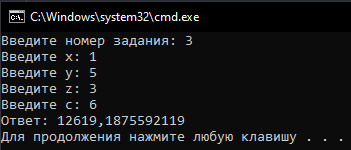 C:\Windows\system32\cmd.exe
Введите номер задания: 3
Введите x: 1
Введите y: 5
Введите z: 3
Введите c: 6
Ответ: 12619,1875592119
Для продолжения нажмите любую клавишу . . .